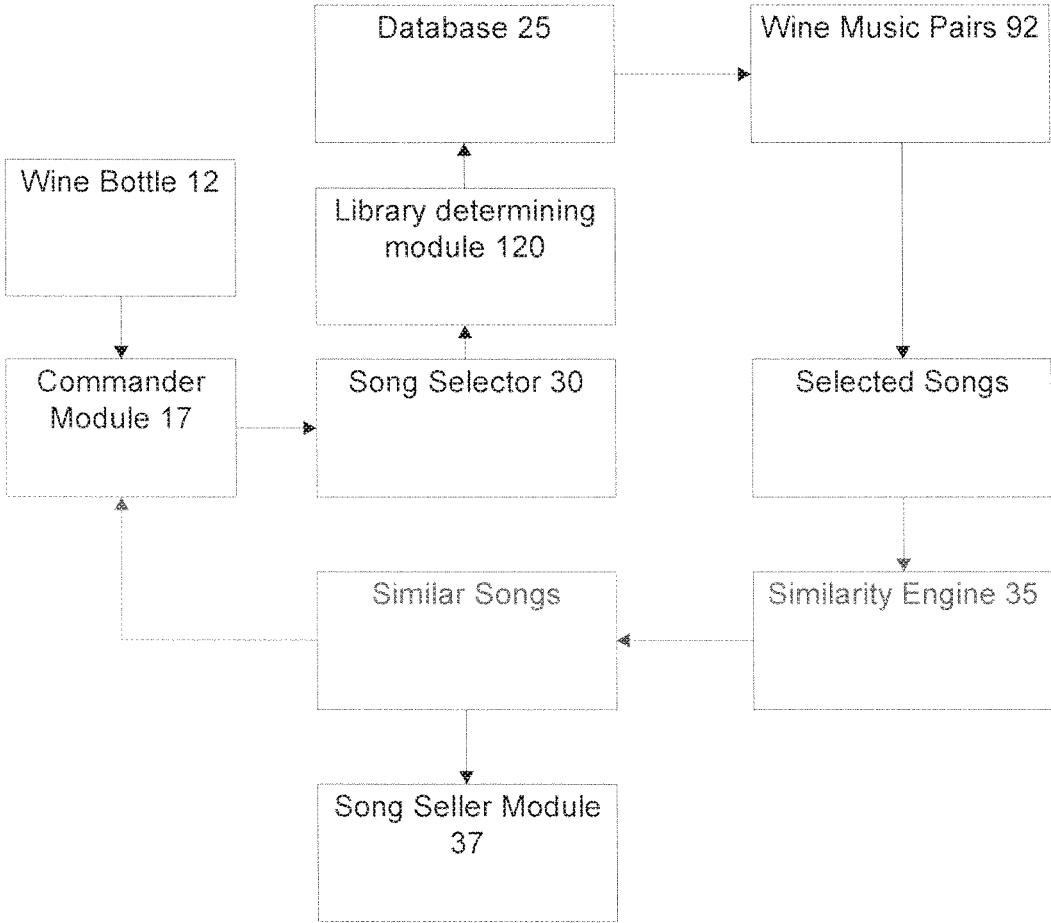 Database 25
Wine Music Pairs 92
Wine Bottle 12
Library determining
module 120
Commander
Module 17
Song Selector 30
Selected Songs
Similar Songs
Similarity Engine 35
Song Seller Module
37